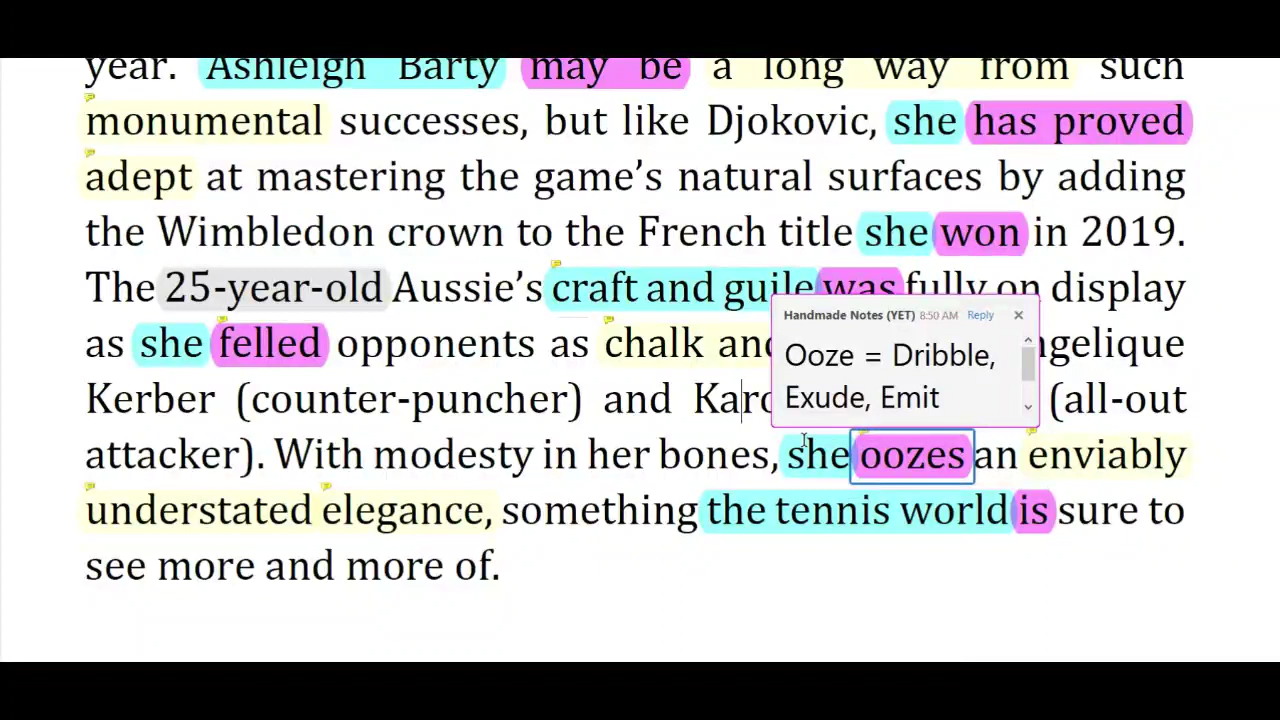 year. Ashleigh Barty may be a long way from such
monumental successes, but like Djokovic, she has proved
adept at mastering the game’s natural surfaces by adding
the Wimbledon crown to the French title she won in 2019.
The 25-year-old Aussie’s craft and guile was fully on display
as she felled opponents as chalk and ngelique
Kerber (counter-puncher) and Karo (all-out
attacker). With modesty in her bones, she oozes an enviably
understated elegance, something the tennis world is sure to
see more and more of.
Handmade Notes (YET) 8:50 AM Reply
Ooze = Dribble,
Exude, Emit